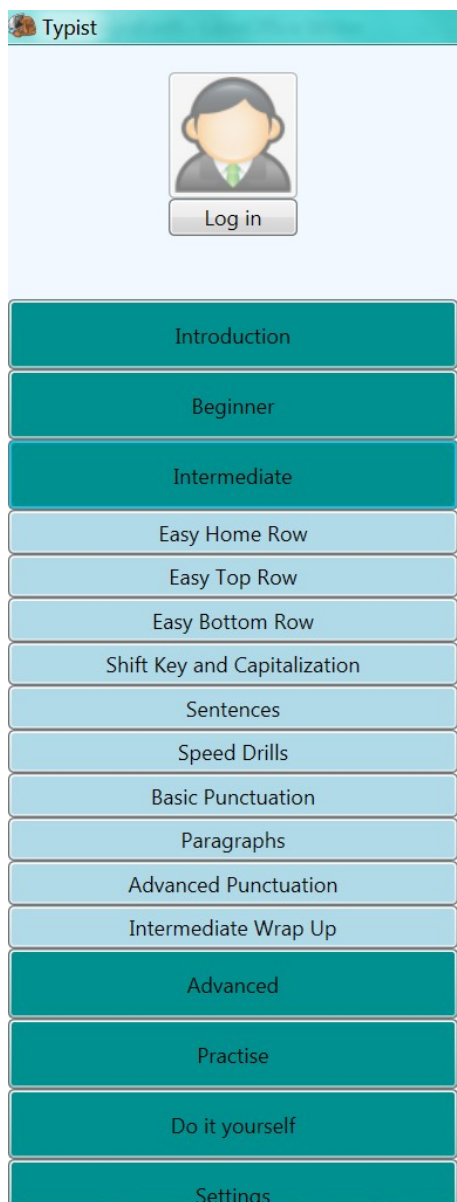 Typist
Log in
Introduction
Beginner
Intermediate
Easy Home Row
Easy Top Row
Easy Bottom Row
Shift Key and Capitalization
Sentences
Speed Drills
Basic Punctuation
Paragraphs
Advanced Punctuation
Intermediate Wrap Up
Advanced
Practise
Do it yourself
Settings